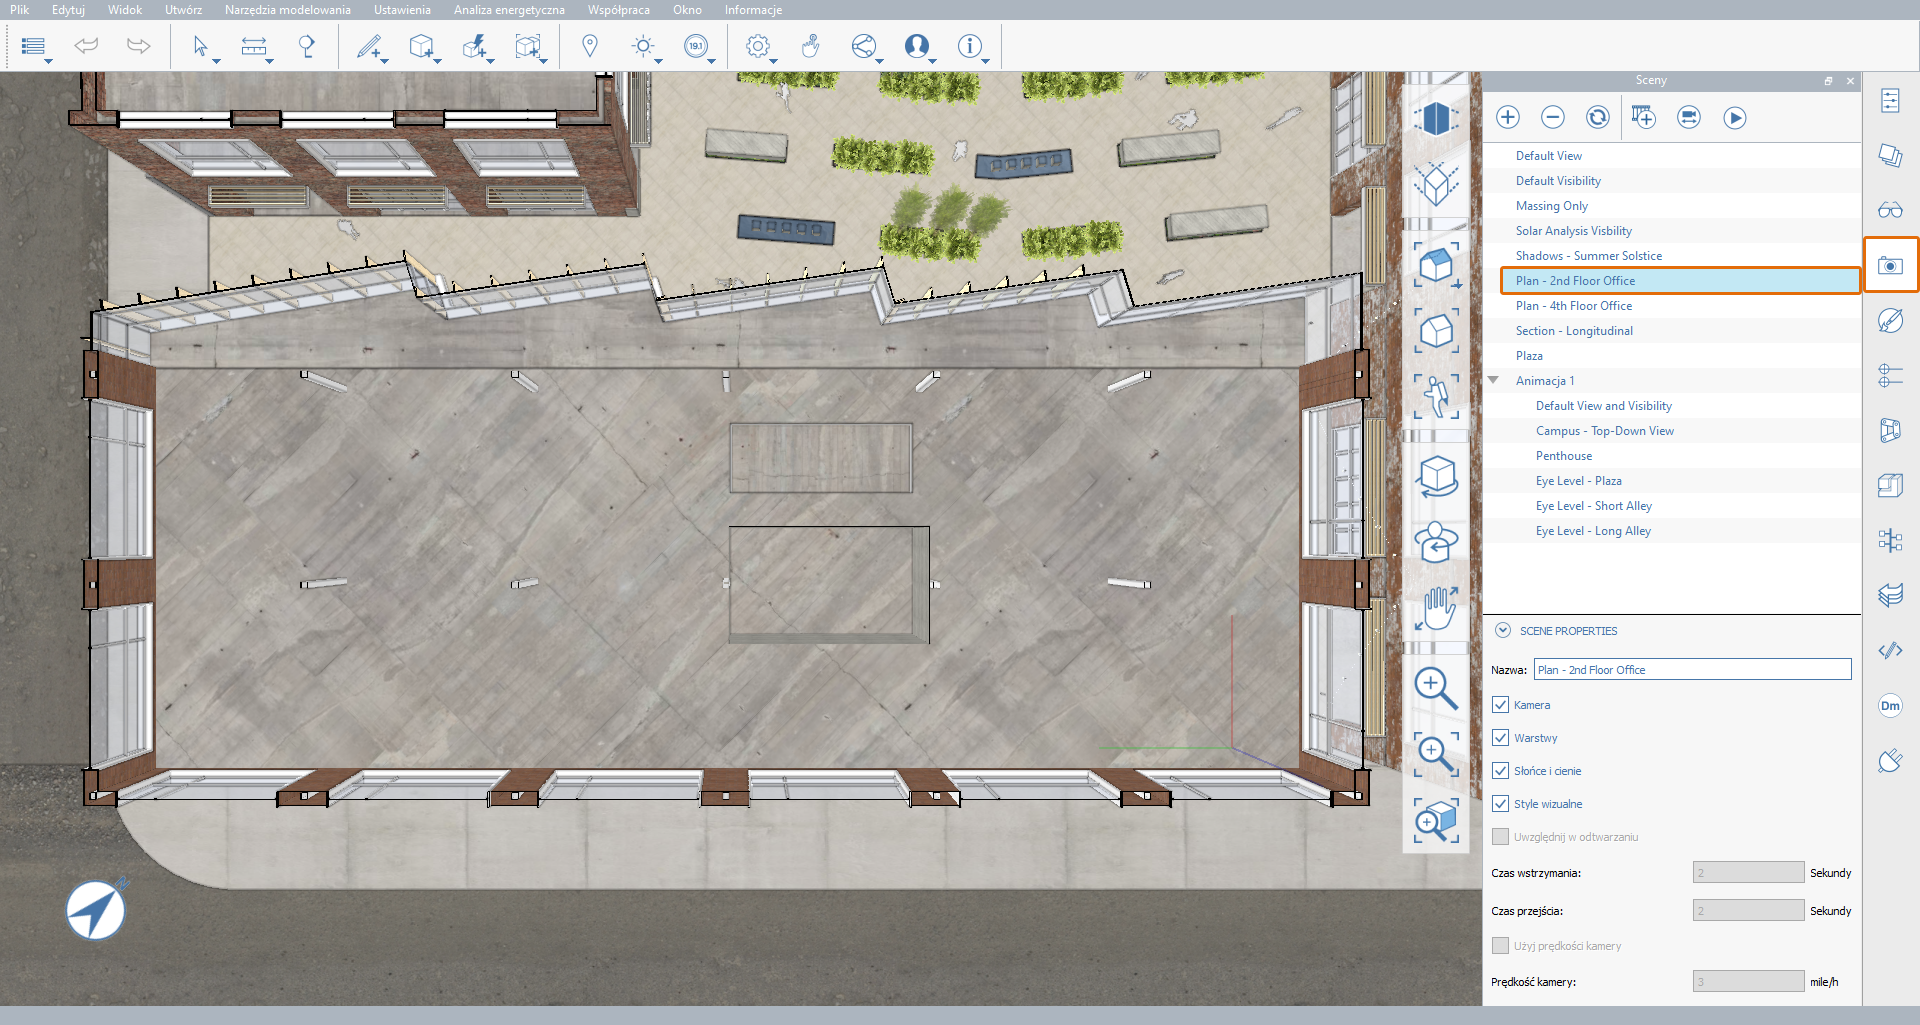 Plik Edytuj Widok Utwórz Narzędzia modelowania Ustawienia Analiza energetyczna Współpraca Okno Informacje
19.1
Sceny
Default View
Default Visibility
Massing Only
Solar Analysis Visbility
Shadows - Summer Solstice
Plan - 2nd Floor Office
Plan - 4th Floor Office
Section - Longitudinal
Plaza
Animacja 1
Default View and Visibility
Campus - Top-Down View
Penthouse
Eye Level - Plaza
Eye Level - Short Alley
Eye Level - Long Alley
SCENE PROPERTIES
Nazwa: Plan - 2nd Floor Office
Kamera
Warstwy
Słońce i cienie
Style wizualne
Uwzględnij w odtwarzaniu
Czas wstrzymania: 2 Sekundy
Czas przejścia: 2 Sekundy
Użyj prędkości kamery
Prędkość kamery: 3 mile/h
Dm
N